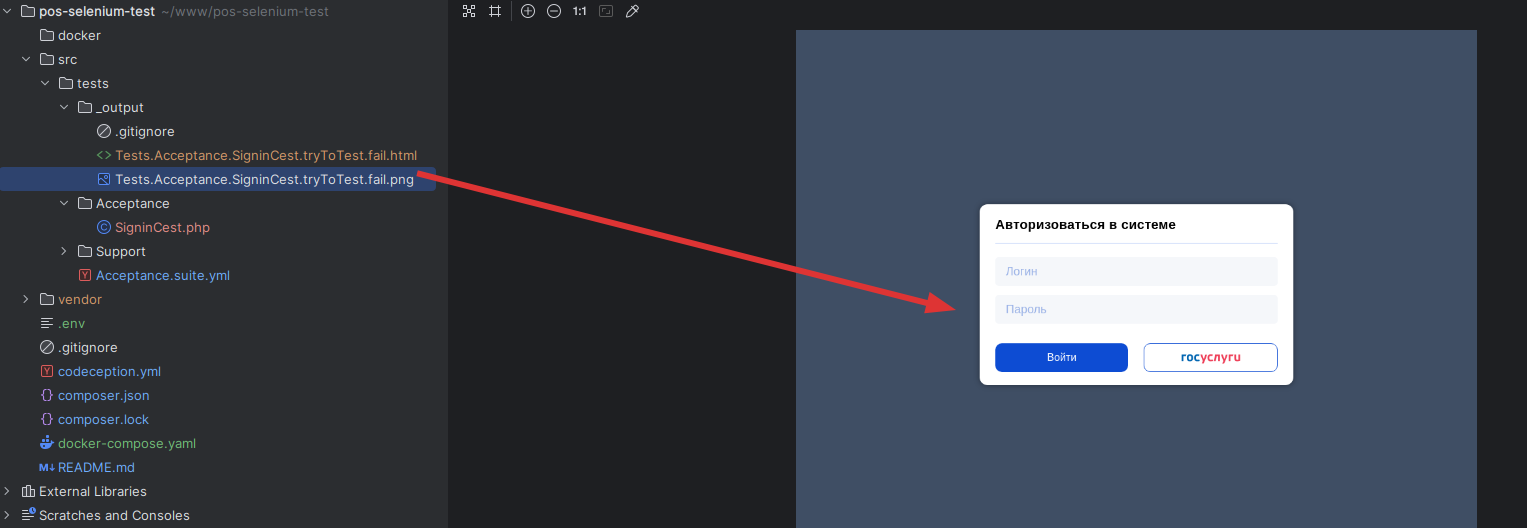 pos-selenium-test ~/www/pos-selenium-test
1:1
docker
src
tests
_output
.gitignore
Tests.Acceptance.SigninCest.tryToTest.fail.html
Tests.Acceptance.SigninCest.tryToTest.fail.png
Acceptance
SigninCest.php
Support
Acceptance.suite.yml
vendor
.env
.gitignore
codeception.yml
composer.json
composer.lock
docker-compose.yaml
README.md
External Libraries
Scratches and Consoles
Авторизоваться в системе
Логин
Пароль
Войти
госуслуги